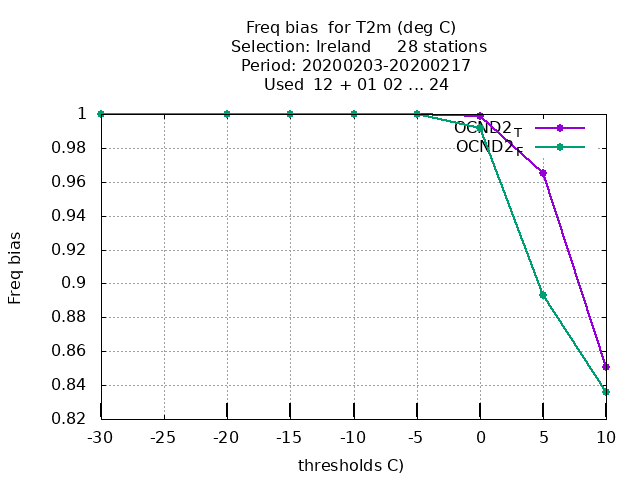 Freq bias  for T2m (deg C)
Selection: Ireland     28 stations
Period: 20200203-20200217
Used  12 + 01 02 ... 24
1
0.98
0.96
0.94
0.92
0.9
0.88
0.86
0.84
0.82
Freq bias
OCND2T
OCND2F
-30 -25 -20 -15 -10 -5 0 5 10
thresholds C)